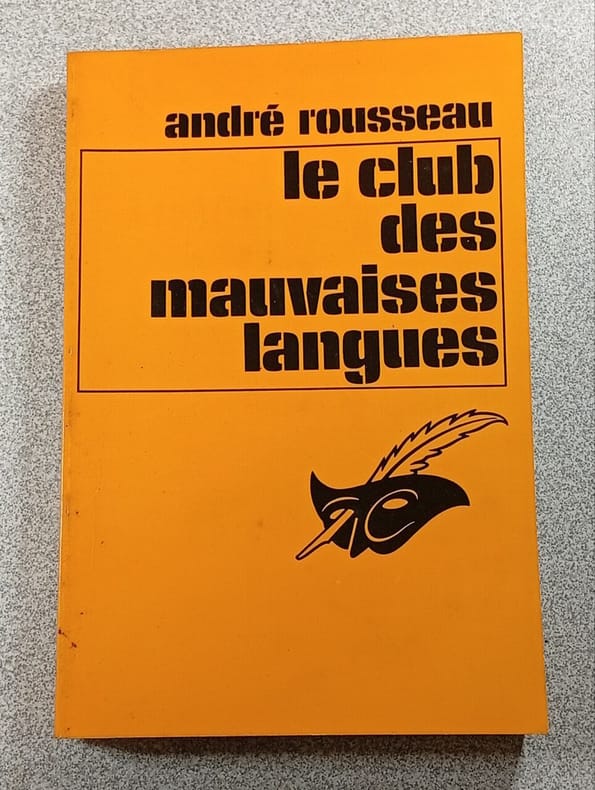 andré rousseau
le club
des
mauvaises
langues